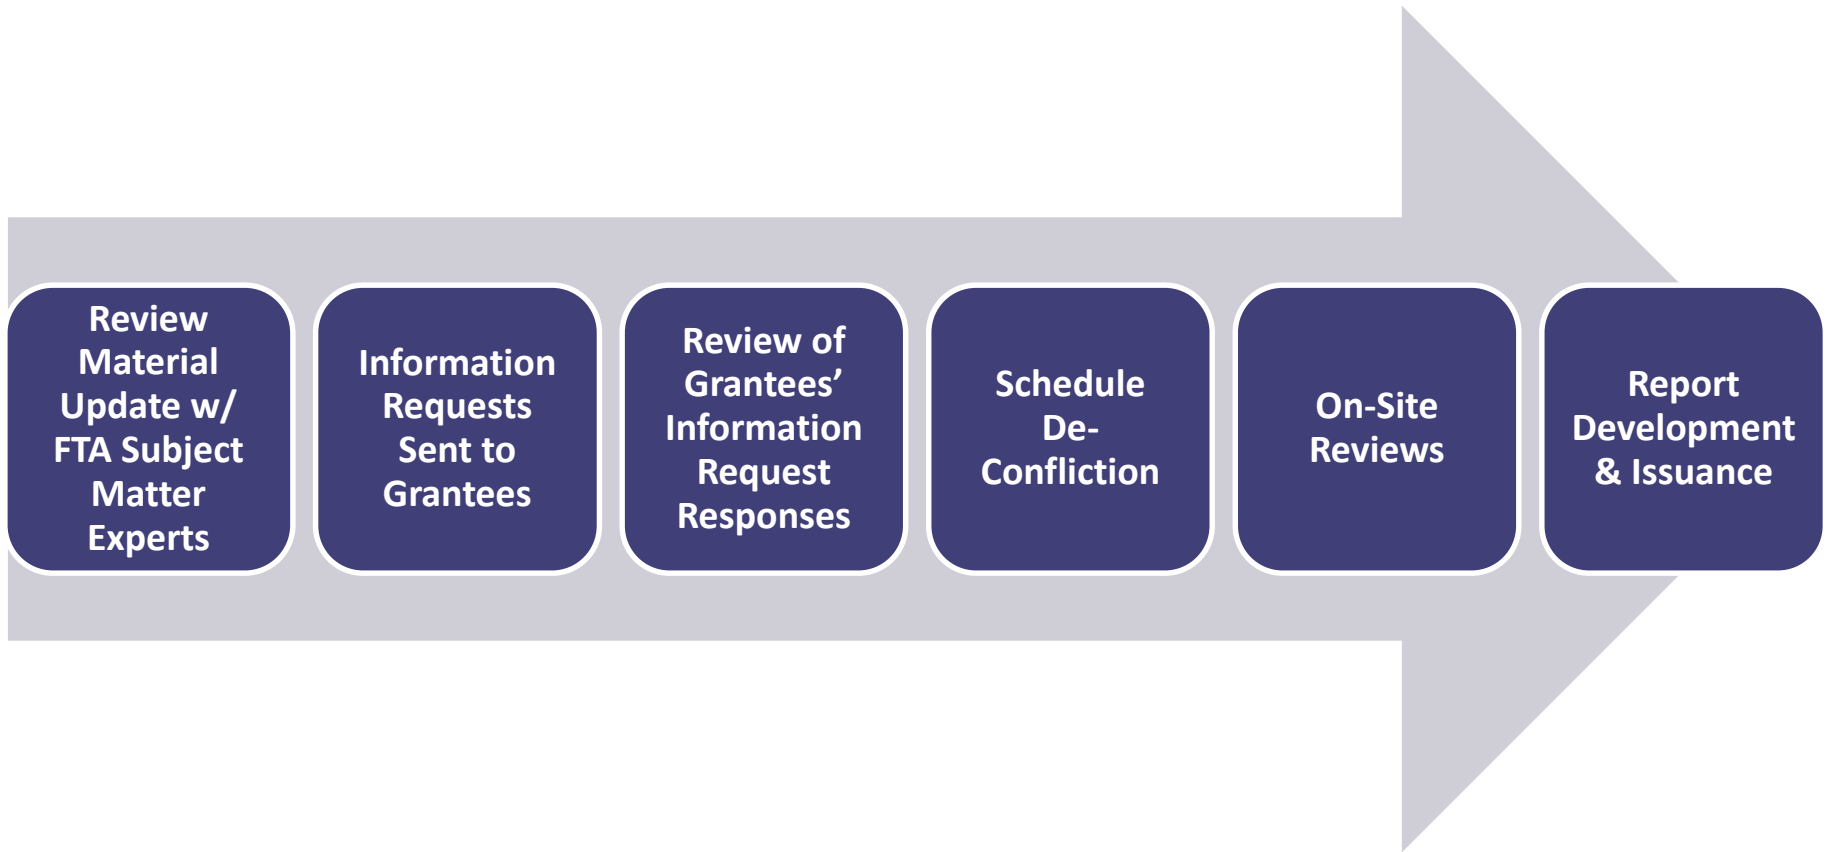 Review
Material
Update w/
FTA Subject
Matter
Experts
Information
Requests
Sent to
Grantees
Review of
Grantees’
Information
Request
Responses
Schedule
De-
Confliction
On-Site
Reviews
Report
Development
& Issuance